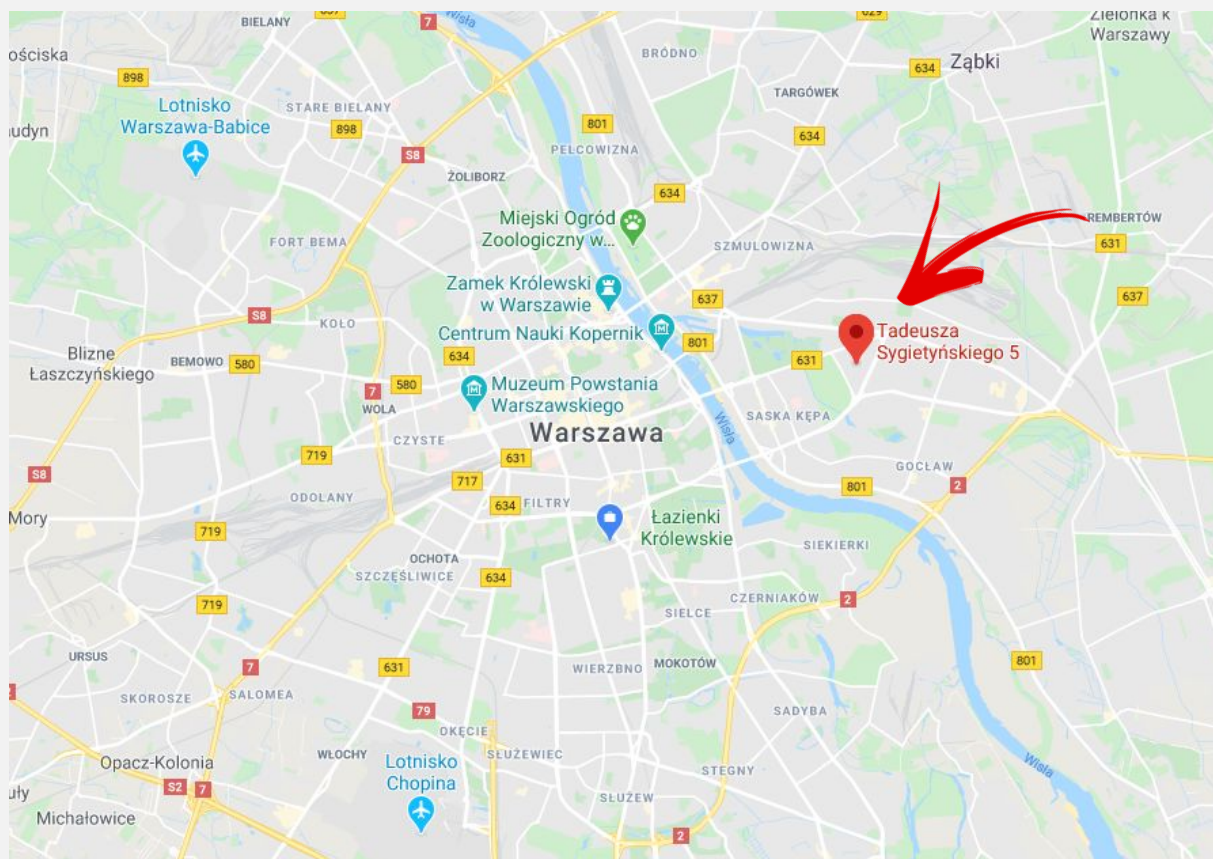 BIELANY
7
629
Zielonka k
Warszawy
ościska
898
BRÓDNO
634
Ząbki
TARGÓWEK
STARE BIELANY
Lotnisko
Warszawa-Babice
audyn
898
801
634
PELCOWIZNA
S8
ŻOLIBORZ
634
Miejski Ogród
Zoologiczny w...
REMBERTÓW
FORT BEMA
SZMULOWIZNA
631
Zamek Królewski
w Warszawie
637
637
S8
KOŁO
Centrum Nauki Kopernik
801
Tadeusza
Sygietyńskiego 5
Blizne
Łaszczyńskiego
BEMOWO
580
634
631
580
7
WOLA
Muzeum Powstania
Warszawskiego
SASKA KĘPA
Wisła
Warszawa
CZYSTE
719
631
S8
GOCŁAW
717
801
2
ODOLANY
634
FILTRY
Mory
719
Łazienki
Królewskie
SIEKIERKI
OCHOTA
SZCZĘŚLIWICE
634
CZERNIAKÓW
2
719
SIELCE
URSUS
7
631
WIERZBNO
MOKOTÓW
801
SKOROSZE
SALOMEA
79
SADYBA
OKĘCIE
WŁOCHY
SŁUŻEWIEC
Opacz-Kolonia
Lotnisko
Chopina
STEGNY
Wisła
S2
7
uły
Michałowice
SŁUŻEW
2
Wisła